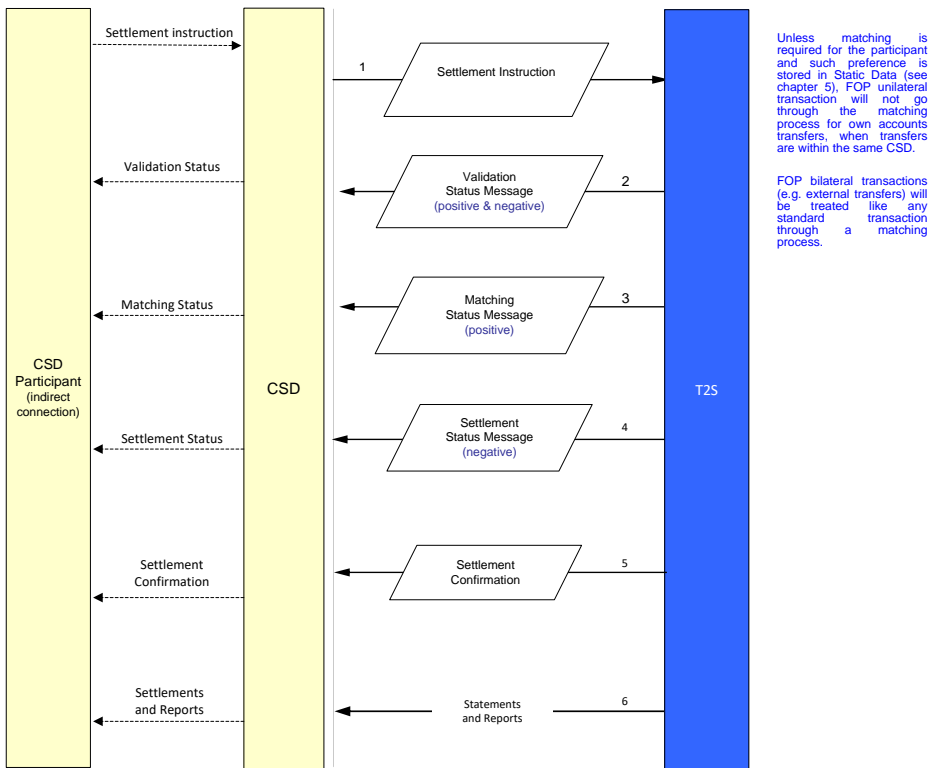 Settlement instruction
1
Settlement Instruction
Unless matching is
required for the participant
and such preference is
stored in Static Data (see
chapter 5), FOP unilateral
transaction will not go
through the matching
process for own accounts
transfers, when transfers
are within the same CSD.
FOP bilateral transactions
(e.g. external transfers) will
be treated like any
standard transaction
through a matching
process.
Validation Status
Validation
Status Message
(positive & negative)
2
Matching Status
Matching
Status Message
(positive)
3
CSD
Participant
(indirect
connection)
CSD
T2S
Settlement Status
Settlement
Status Message
(negative)
4
Settlement
Confirmation
Settlement
Confirmation
5
Settlements
and Reports
Statements
and Reports
6